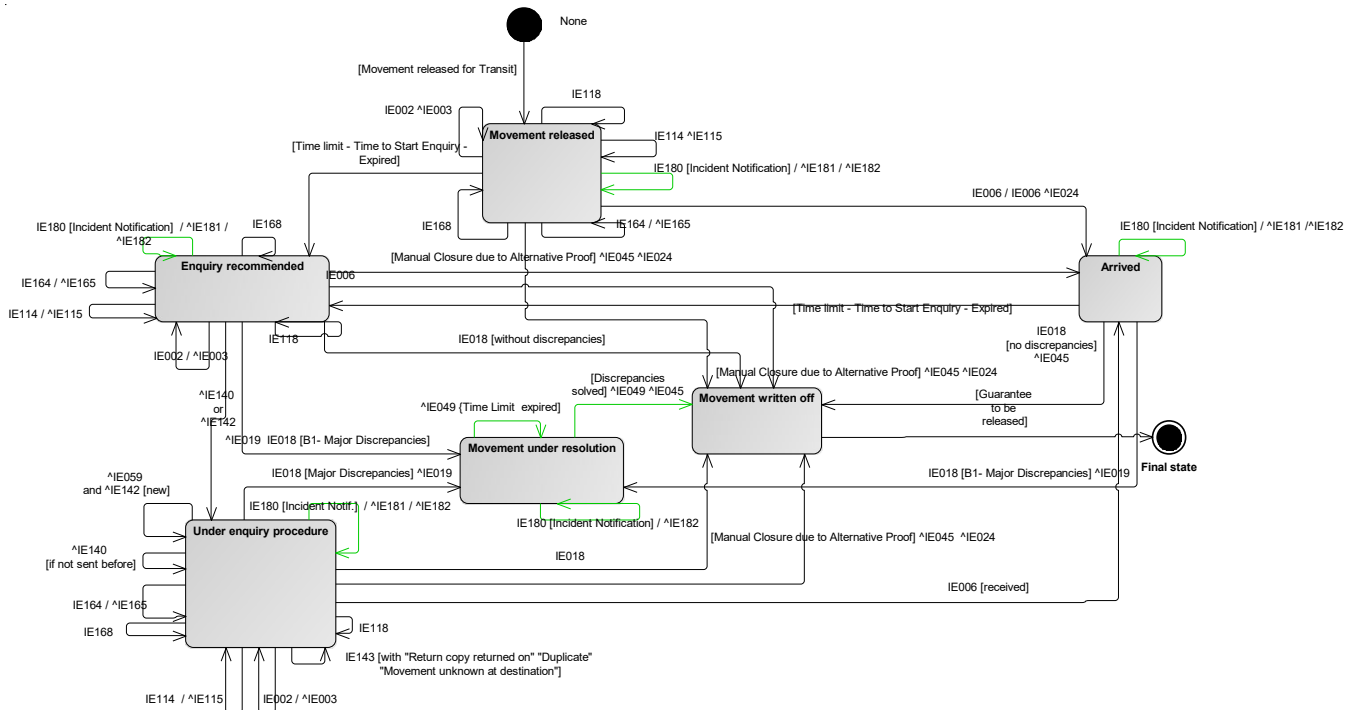 .
None
[Movement released for Transit]
IE118
IE002 ^IE003
Movement released
IE114 ^IE115
[Time limit - Time to Start Enquiry -
Expired]
IE180 [Incident Notification] / ^IE181 / ^IE182
IE006 / IE006 ^IE024
IE168
IE164 / ^IE165
IE180 [Incident Notification] / ^IE181 /
^IE182
IE168
IE180 [Incident Notification] / ^IE181 /^IE182
[Manual Closure due to Alternative Proof] ^IE045 ^IE024
Enquiry recommended
IE006
Arrived
IE164 / ^IE165
IE114 / ^IE115
[Time limit - Time to Start Enquiry - Expired]
IE118
IE002 / ^IE003
IE018 [without discrepancies]
IE018
[no discrepancies]
^IE045
[Manual Closure due to Alternative Proof] ^IE045 ^IE024
[Discrepancies
solved] ^IE049 ^IE045
Movement written off
[Guarantee
to be
released]
^IE140
or
^IE142
^IE049 {Time Limit  expired}
^IE019  IE018 [B1- Major Discrepancies]
Movement under resolution
Final state
IE018 [Major Discrepancies] ^IE019
IE018 [B1- Major Discrepancies] ^IE019
^IE059
and ^IE142 [new]
IE180 [Incident Notif.]  / ^IE181 / ^IE182
IE180 [Incident Notification] / ^IE182
Under enquiry procedure
[Manual Closure due to Alternative Proof] ^IE045  ^IE024
^IE140
[if not sent before]
IE018
IE006 [received]
IE164 / ^IE165
IE168
IE118
IE143 [with "Return copy returned on" "Duplicate"
"Movement unknown at destination"]
IE114  / ^IE115
IE002 / ^IE003